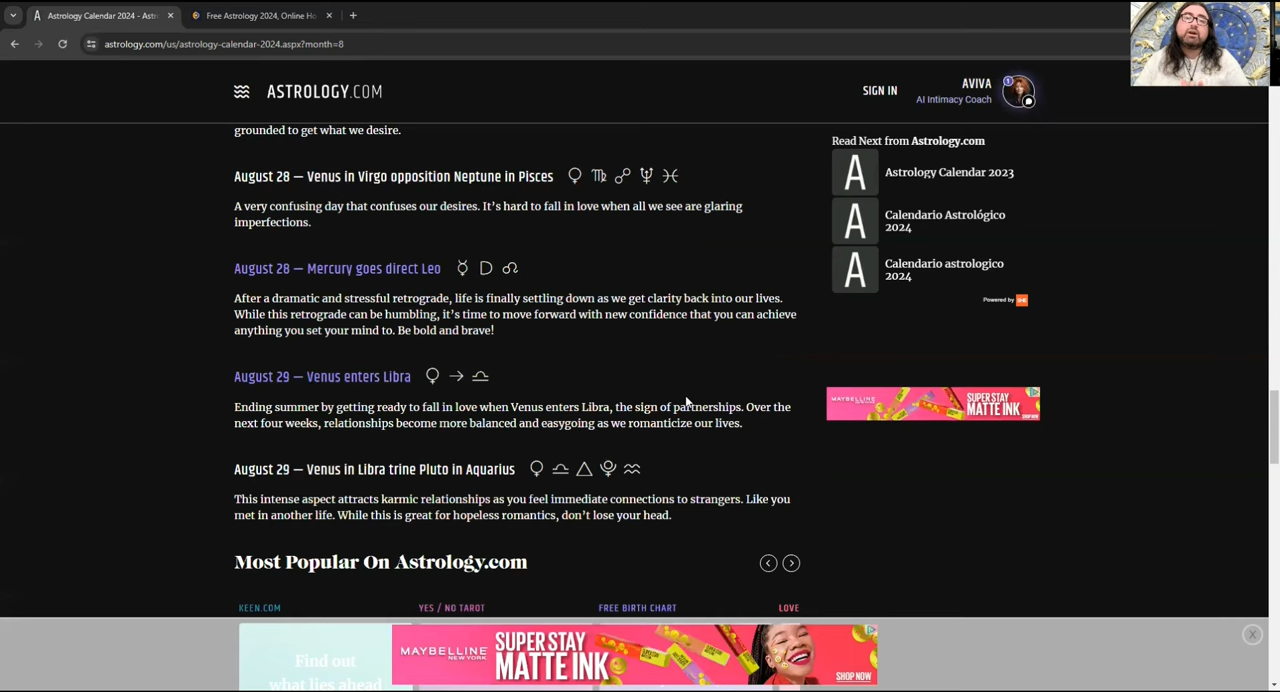 Astrology Calendar 2024 - Astr
Free Astrology 2024, Online Ho
astrology.com/us/astrology-calendar-2024.aspx?month=8
ASTROLOGY.COM
SIGN IN
AVIVA
AI Intimacy Coach
1
grounded to get what we desire.
August 28 — Venus in Virgo opposition Neptune in Pisces ♀ ♍ ☍ ♆ ♓
A very confusing day that confuses our desires. It's hard to fall in love when all we see are glaring
imperfections.
August 28 — Mercury goes direct Leo ☿ D ♌
After a dramatic and stressful retrograde, life is finally settling down as we get clarity back into our lives.
While this retrograde can be humbling, it's time to move forward with new confidence that you can achieve
anything you set your mind to. Be bold and brave!
August 29 — Venus enters Libra ♀ → ♎
Ending summer by getting ready to fall in love when Venus enters Libra, the sign of partnerships. Over the
next four weeks, relationships become more balanced and easygoing as we romanticize our lives.
August 29 — Venus in Libra trine Pluto in Aquarius ♀ ♎ △ ♇ ♒
This intense aspect attracts karmic relationships as you feel immediate connections to strangers. Like you
met in another life. While this is great for hopeless romantics, don't lose your head.
Read Next from Astrology.com
A
Astrology Calendar 2023
A
Calendario Astrológico
2024
A
Calendario astrologico
2024
Powered by
MAYBELLINE
SUPER STAY
MATTE INK
Most Popular On Astrology.com
KEEN.COM
YES / NO TAROT
FREE BIRTH CHART
LOVE
Find out
what lies ahead
MAYBELLINE
NEW YORK
SUPER STAY
MATTE INK
SHOP NOW